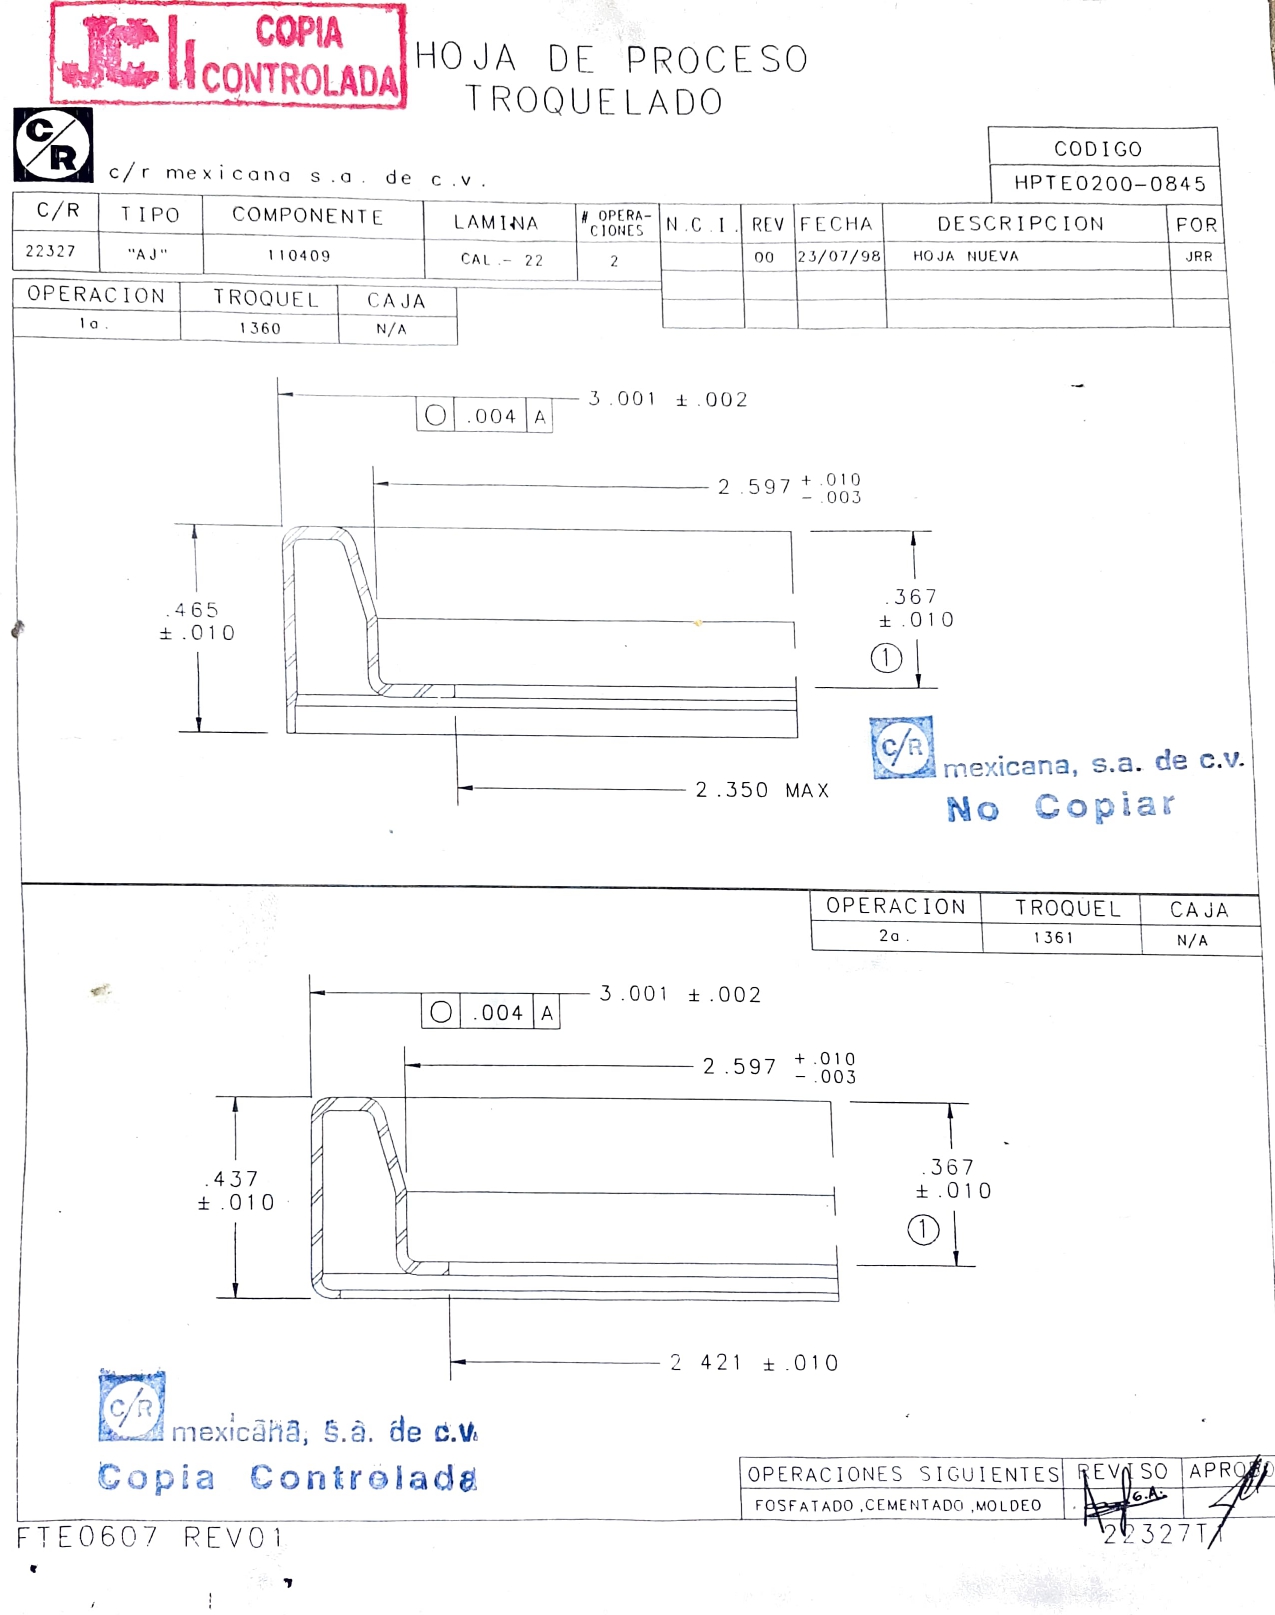 JCI COPIA
CONTROLADA
HOJA DE PROCESO
TROQUELADO
C/R
c/r mexicana s.a. de c.v.
CODIGO
HPTE0200-0845
C/R TIPO COMPONENTE LAMINA # OPERA-CIONES N.C.I. REV FECHA DESCRIPCION FOR
22327 "AJ" 110409 CAL.- 22 2 00 23/07/98 HOJA NUEVA JRR
OPERACION TROQUEL CAJA
1a. 1360 N/A
3.001 ±.002
○ .004 A
2.597 +.010 -.003
.465
±.010
.367
±.010
1
2.350 MAX
C/R mexicana, s.a. de c.v.
No Copiar
OPERACION TROQUEL CAJA
2a. 1361 N/A
3.001 ±.002
○ .004 A
2.597 +.010 -.003
.437
±.010
.367
±.010
1
2 421 ±.010
C/R mexicana, s.a. de c.v.
Copia Controlada
OPERACIONES SIGUIENTES REVISO APROBO
FOSFATADO,CEMENTADO,MOLDEO G.A.
FTE0607 REV01
22327T1